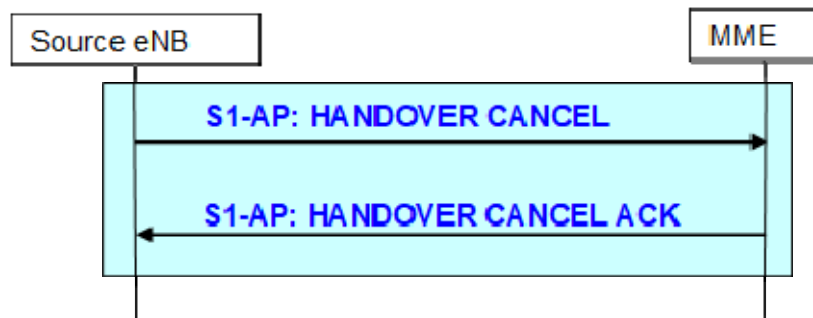 Source eNB
MME
S1-AP: HANDOVER CANCEL
S1-AP: HANDOVER CANCEL ACK